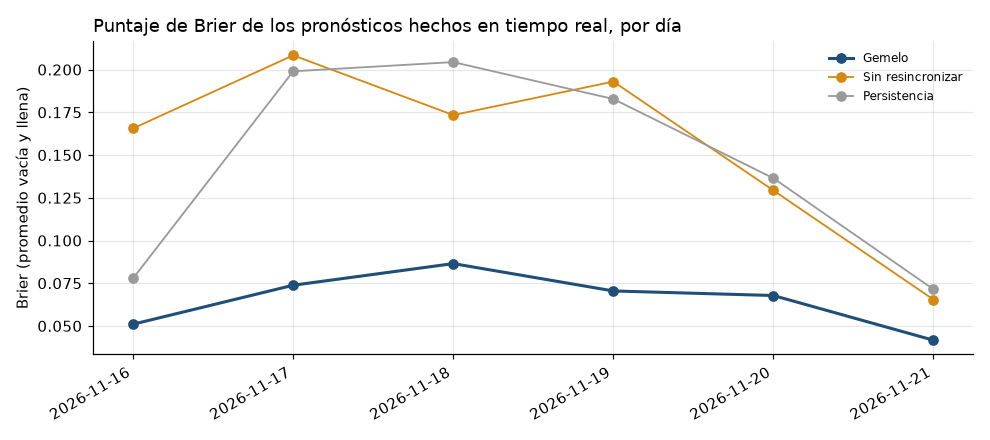 Puntaje de Brier de los pronósticos hechos en tiempo real, por día
Brier (promedio vacía y llena)
0.200
0.175
0.150
0.125
0.100
0.075
0.050
Gemelo
Sin resincronizar
Persistencia
2026-11-16
2026-11-17
2026-11-18
2026-11-19
2026-11-20
2026-11-21